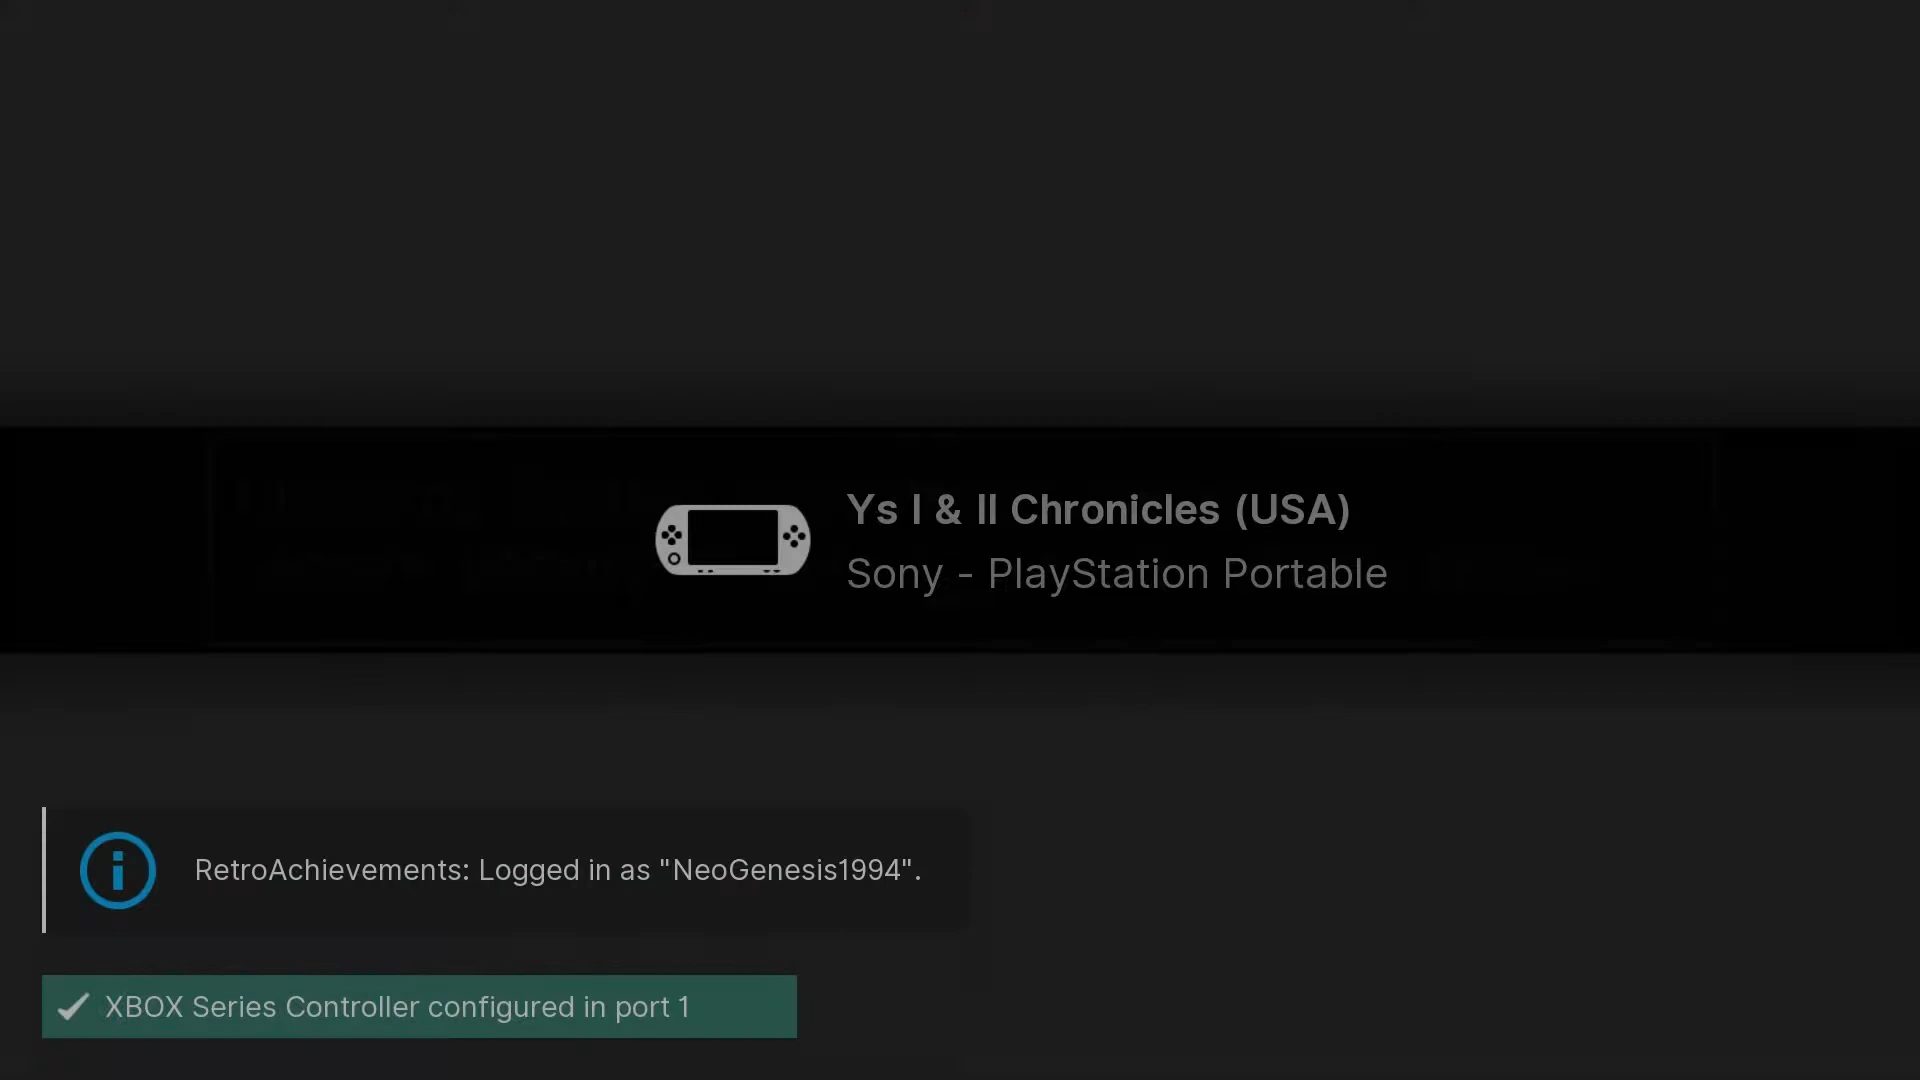 Ys I & II Chronicles (USA)
Sony - PlayStation Portable
RetroAchievements: Logged in as "NeoGenesis1994".
XBOX Series Controller configured in port 1